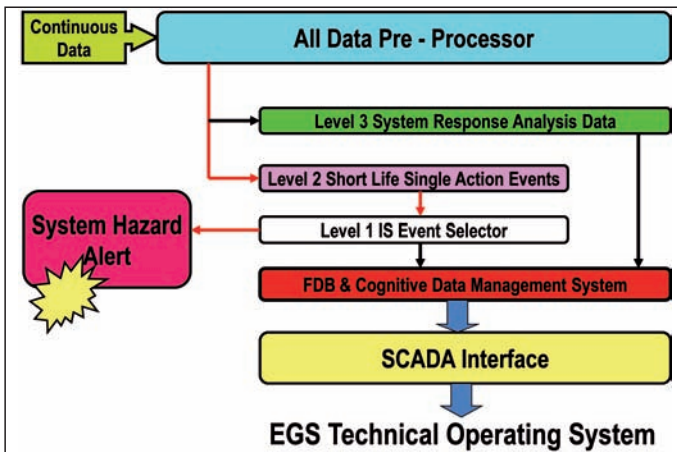 Continuous
Data
All Data Pre - Processor
Level 3 System Response Analysis Data
Level 2 Short Life Single Action Events
System Hazard
Alert
Level 1 IS Event Selector
FDB & Cognitive Data Management System
SCADA Interface
EGS Technical Operating System